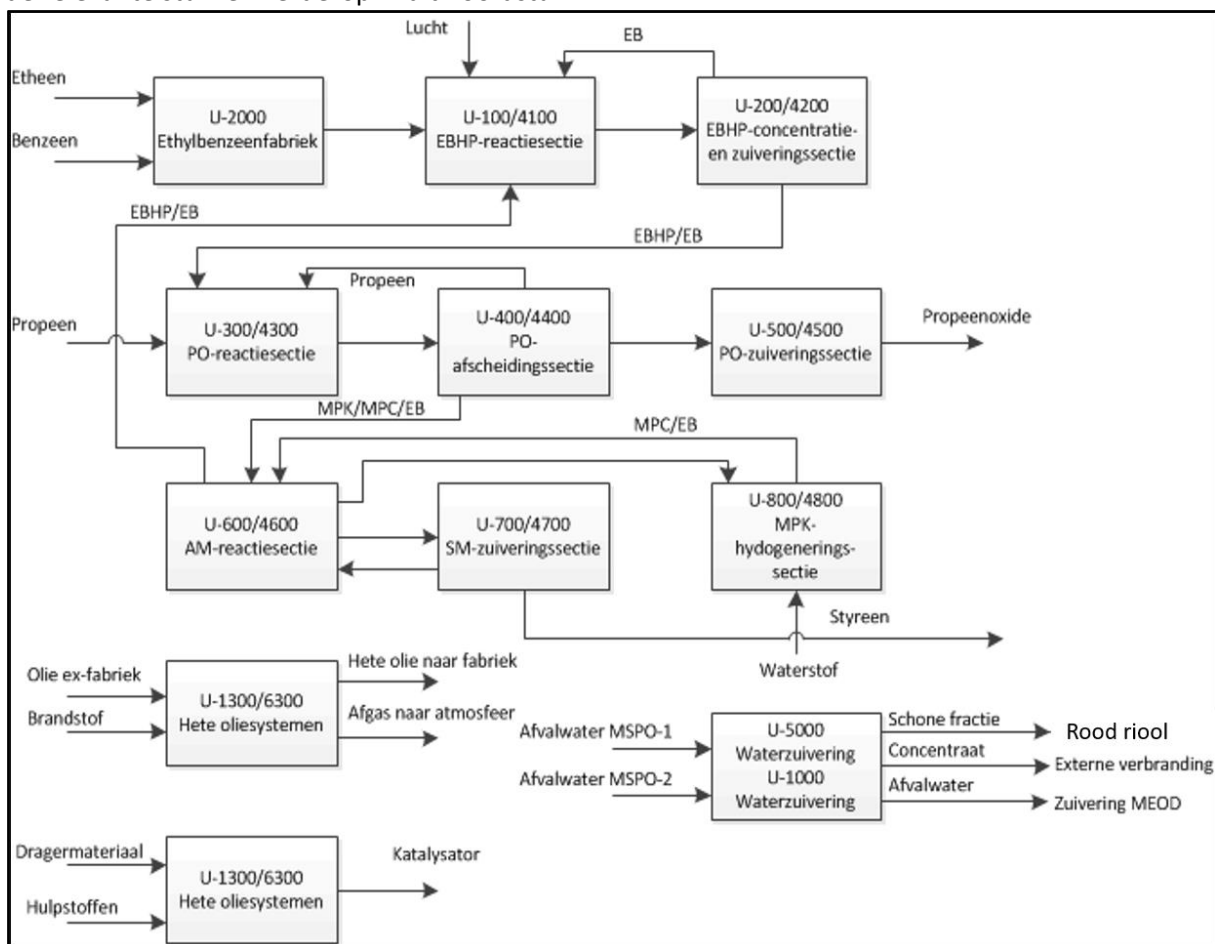 Lucht
EB
Etheen
Benzeen
U-2000
Ethylbenzeenfabriek
U-100/4100
EBHP-reactiesectie
U-200/4200
EBHP-concentratie-
en zuiveringssectie
EBHP/EB
EBHP/EB
Propeen
Propeen
U-300/4300
PO-reactiesectie
U-400/4400
PO-
afscheidingssectie
U-500/4500
PO-zuiveringssectie
Propeenoxide
MPK/MPC/EB
MPC/EB
U-600/4600
AM-reactiesectie
U-700/4700
SM-zuiveringssectie
U-800/4800
MPK-
hydogenerings-
sectie
Styreen
Waterstof
Olie ex-fabriek
Brandstof
U-1300/6300
Hete oliesystemen
Hete olie naar fabriek
Afgas naar atmosfeer
Afvalwater MSPO-1
Afvalwater MSPO-2
U-5000
Waterzuivering
U-1000
Waterzuivering
Schone fractie
Concentraat
Afvalwater
Rood riool
Externe verbranding
Zuivering MEOD
Dragermateriaal
Hulpstoffen
U-1300/6300
Hete oliesystemen
Katalysator